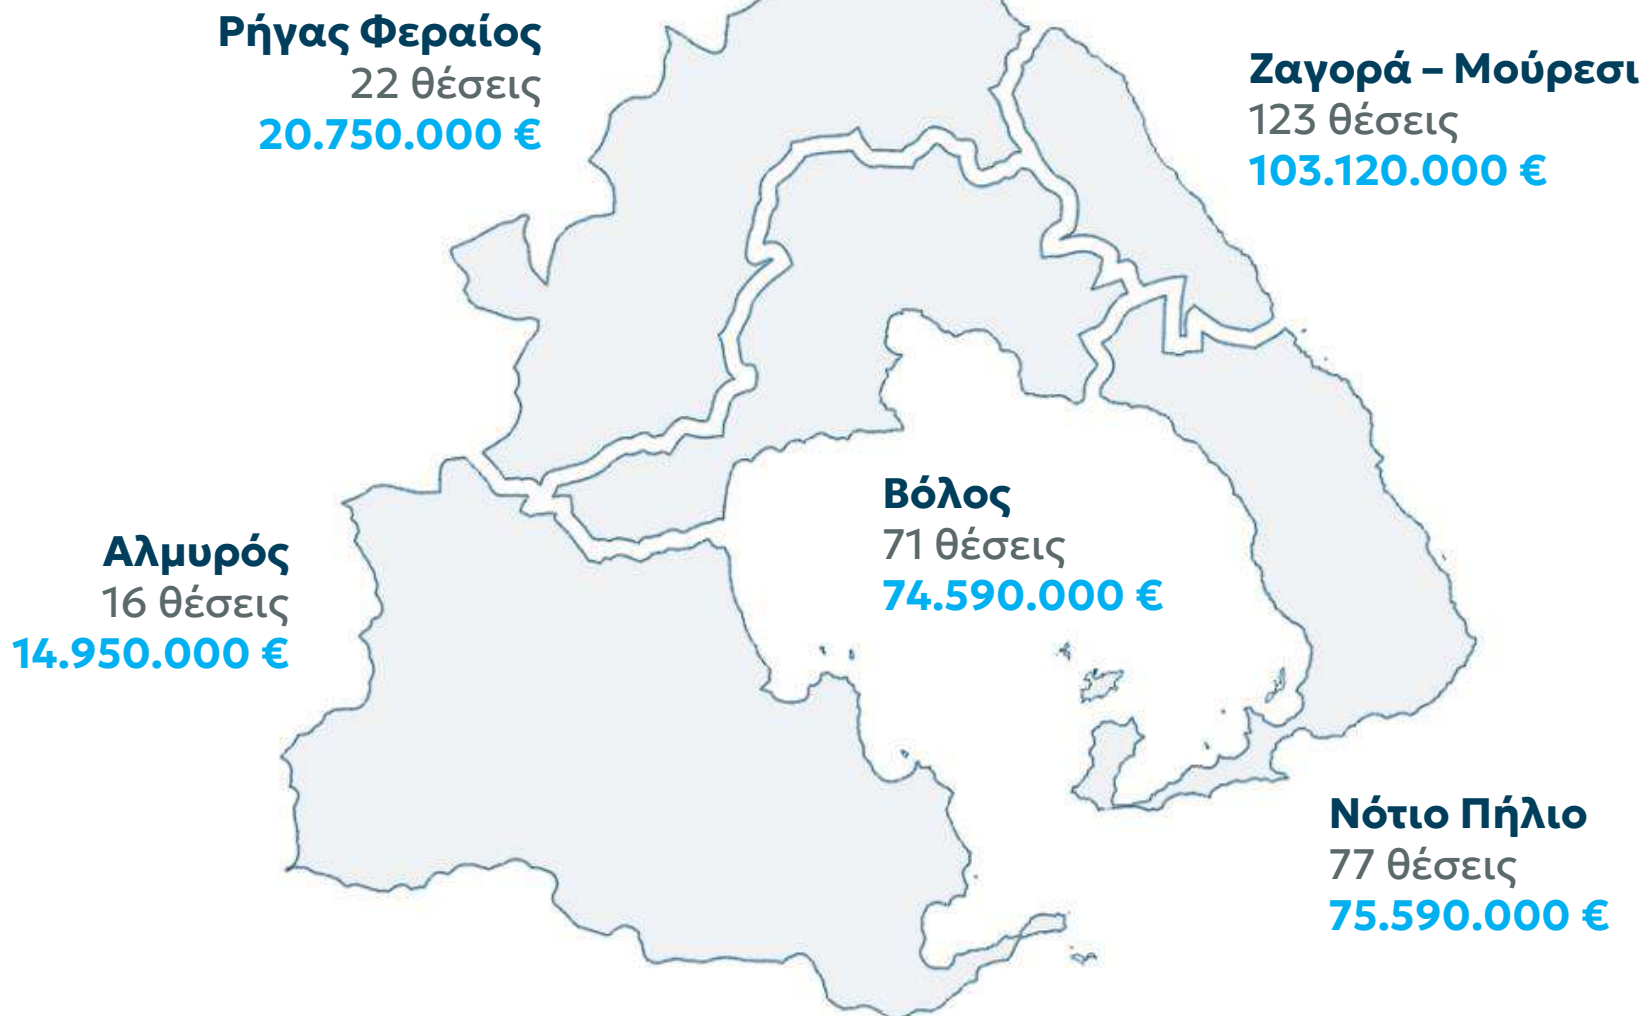 Ρήγας Φεραίος
22 θέσεις
20.750.000 €
Ζαγορά – Μούρεσι
123 θέσεις
103.120.000 €
Βόλος
71 θέσεις
74.590.000 €
Αλμυρός
16 θέσεις
14.950.000 €
Νότιο Πήλιο
77 θέσεις
75.590.000 €